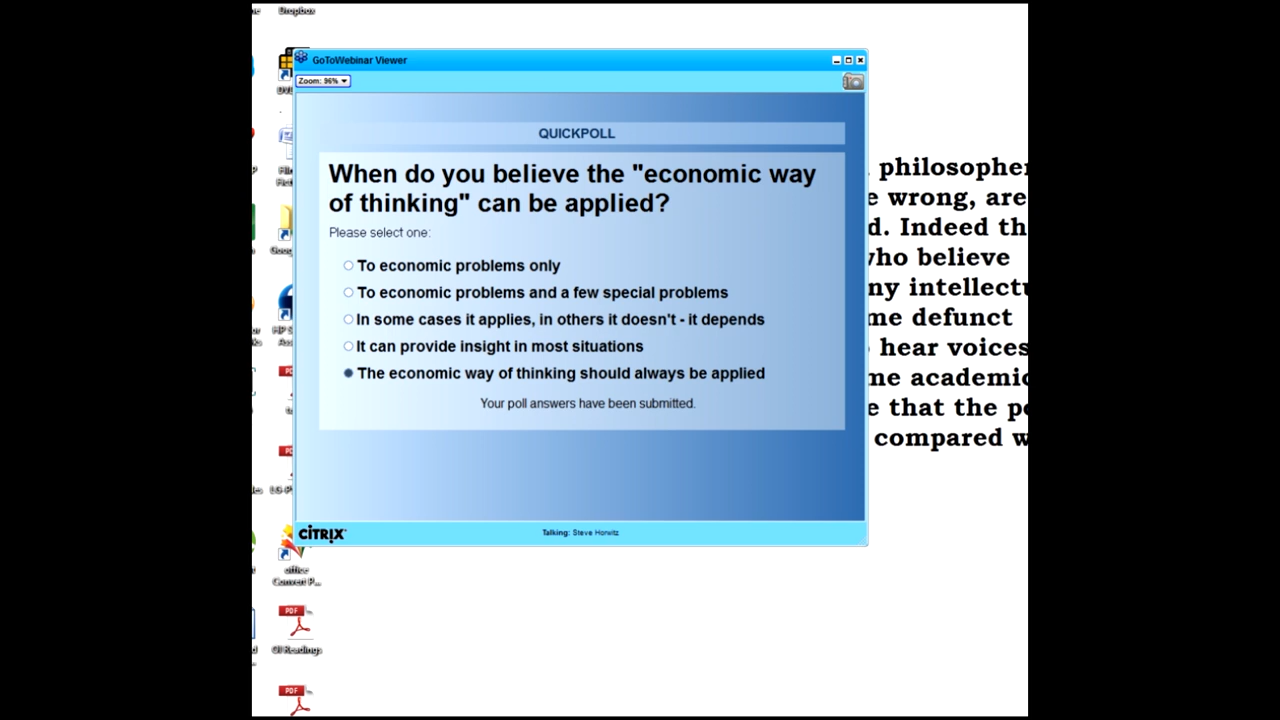 Dropbox
GoToWebinar Viewer
Zoom: 96%
QUICKPOLL
When do you believe the "economic way
of thinking" can be applied?
Please select one:
To economic problems only
To economic problems and a few special problems
In some cases it applies, in others it doesn't - it depends
It can provide insight in most situations
The economic way of thinking should always be applied
Your poll answers have been submitted.
CITRIX
Talking: Steve Horwitz
philosopher
wrong, are
Indeed th
who believe
intellectu
defunct
hear voices
academic
that the pe
compared w
office
Convert P...
PDF
OI Readings
PDF